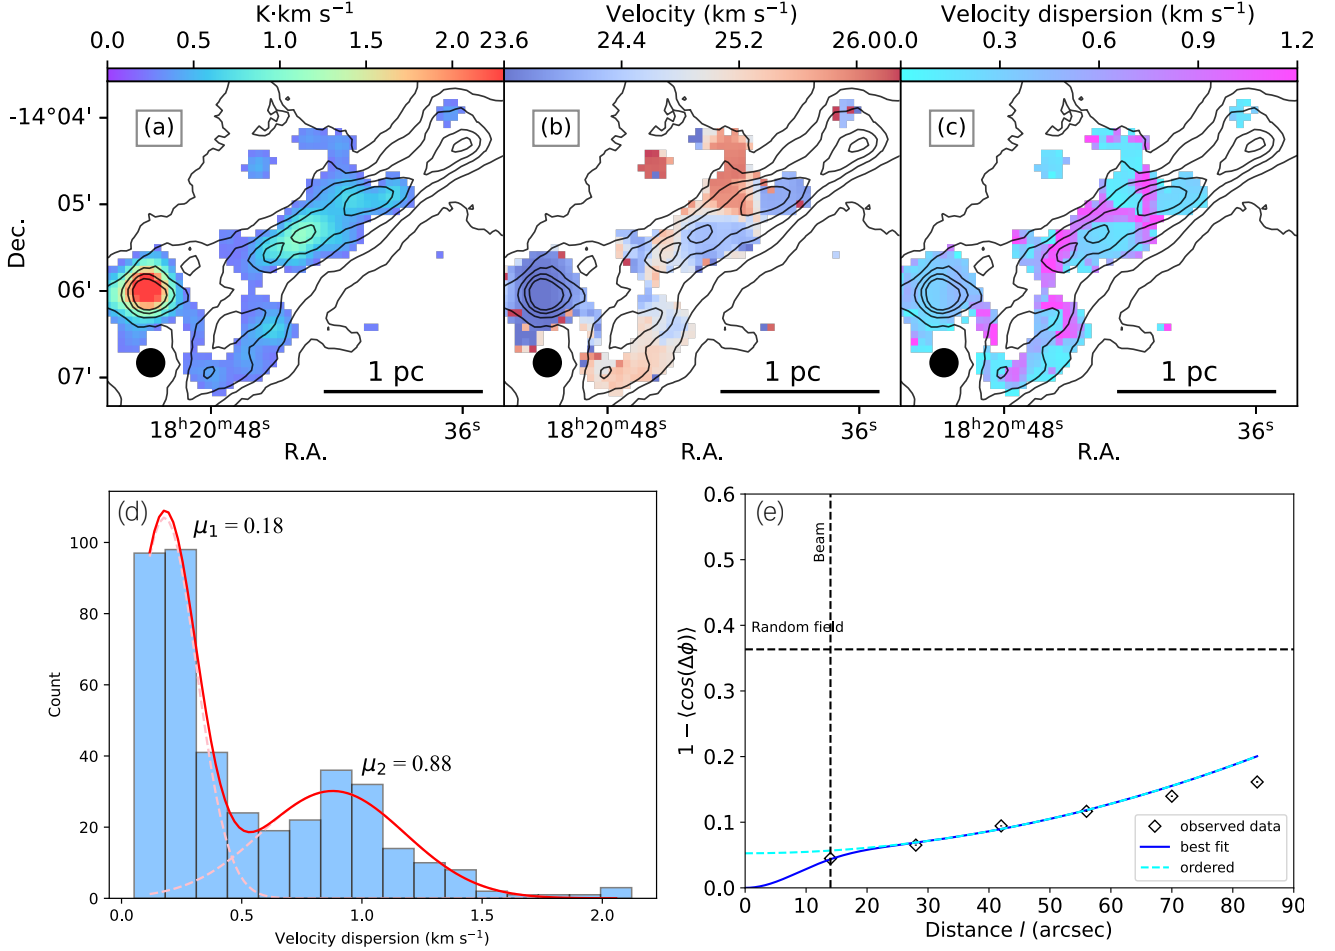 K·km s⁻¹
Velocity (km s⁻¹)
Velocity dispersion (km s⁻¹)
0.0 0.5 1.0 1.5 2.0 23.6 24.4 25.2 26.00.0 0.3 0.6 0.9 1.2
(a)
(b)
(c)
-14°04'
05'
06'
07'
Dec.
1 pc
1 pc
1 pc
18ʰ20ᵐ48ˢ 36ˢ 18ʰ20ᵐ48ˢ 36ˢ 18ʰ20ᵐ48ˢ 36ˢ
R.A. R.A. R.A.
(d)
μ₁ = 0.18
μ₂ = 0.88
100
80
60
40
20
0
Count
0.0 0.5 1.0 1.5 2.0
Velocity dispersion (km s⁻¹)
(e)
0.6
0.5
0.4
0.3
0.2
0.1
0.0
1 − ⟨cos(Δϕ)⟩
Beam
Random field
observed data
best fit
ordered
0 10 20 30 40 50 60 70 80 90
Distance l (arcsec)